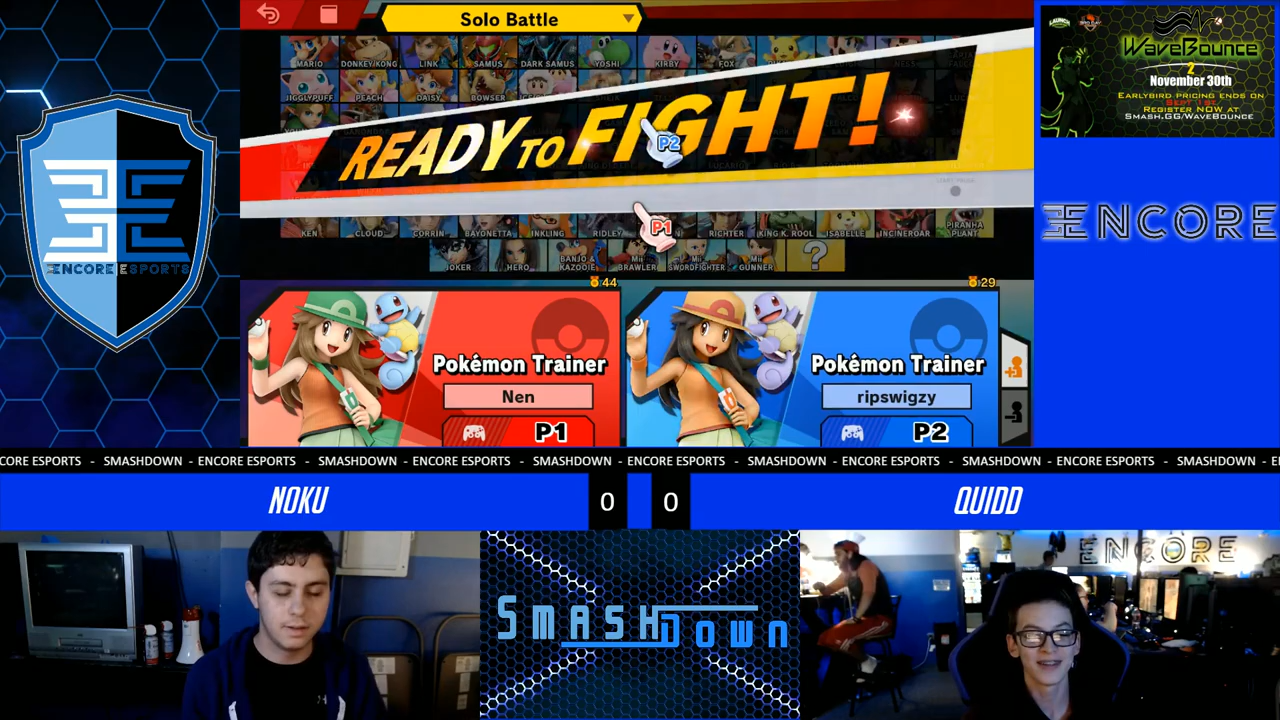 Solo Battle
MARIO
DONKEY KONG
LINK
SAMUS
DARK SAMUS
YOSHI
KIRBY
FOX
JIGGLYPUFF
PEACH
DAISY
BOWSER
READY TO FIGHT!
P2
P1
KEN
CLOUD
CORRIN
BAYONETTA
INKLING
RIDLEY
RICHTER
KING K. ROOL
ISABELLE
INCINEROAR
PIRANHA PLANT
JOKER
HERO
BANJO & KAZOOIE
Mii BRAWLER
Mii SWORDFIGHTER
Mii GUNNER
?
44
29
Pokémon Trainer
Nen
P1
Pokémon Trainer
ripswigzy
P2
ENCORE ESPORTS
WaveBounce
2
November 30th
EARLYBIRD PRICING ENDS ON
SEPT 1ST.
REGISTER NOW AT
SMASH.GG/WAVEBOUNCE
ENCORE
CORE ESPORTS - SMASHDOWN - ENCORE ESPORTS - SMASHDOWN - ENCORE ESPORTS - SMASHDOWN - ENCORE ESPORTS - SMASHDOWN - ENCORE ESPORTS - SMASHDOWN - ENCORE ESPORTS - SMASHDOWN - E
NOKU
0
0
QUIDD
SMASHDOWN
ENCORE